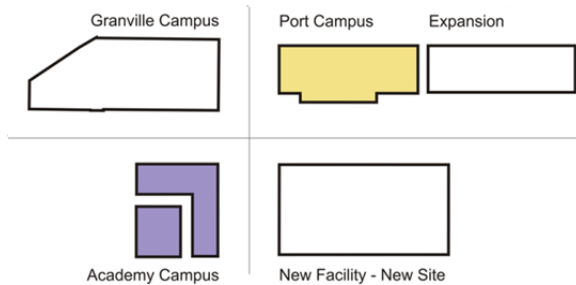 Granville Campus
Port Campus
Expansion
Academy Campus
New Facility - New Site